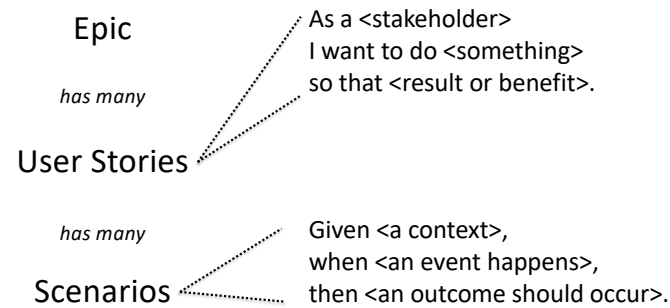 Epic
has many
User Stories
has many
Scenarios
As a <stakeholder>
I want to do <something>
so that <result or benefit>.
Given <a context>,
when <an event happens>,
then <an outcome should occur>.